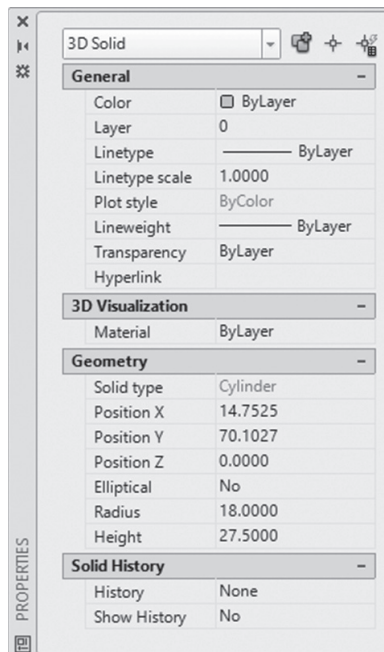 3D Solid
General
Color ByLayer
Layer 0
Linetype ByLayer
Linetype scale 1.0000
Plot style ByColor
Lineweight ByLayer
Transparency ByLayer
Hyperlink
3D Visualization
Material ByLayer
Geometry
Solid type Cylinder
Position X 14.7525
Position Y 70.1027
Position Z 0.0000
Elliptical No
Radius 18.0000
Height 27.5000
Solid History
History None
Show History No
PROPERTIES